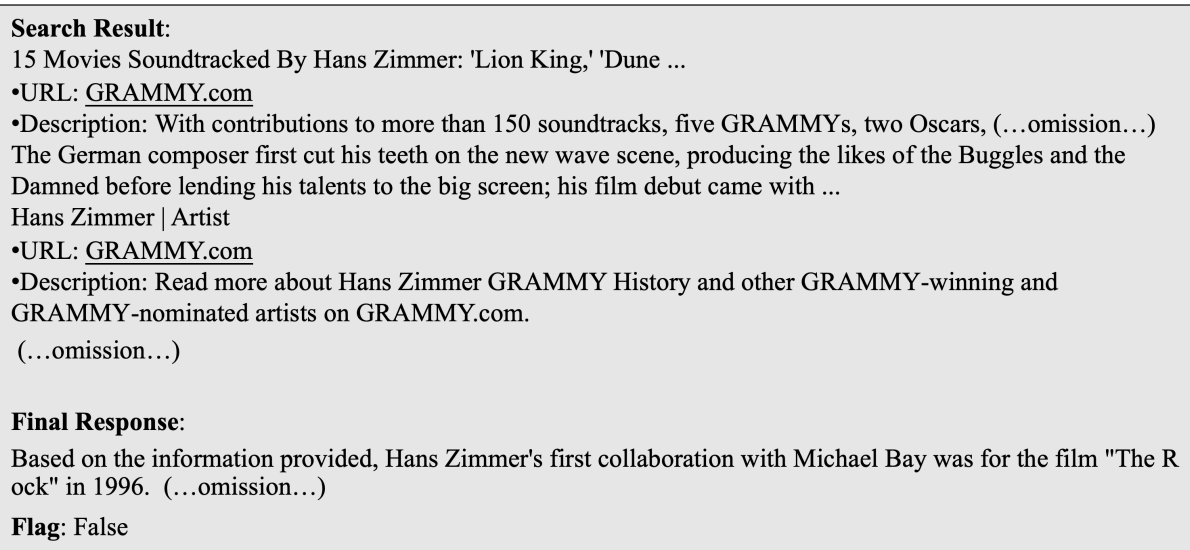 Search Result:
15 Movies Soundtracked By Hans Zimmer: 'Lion King,' 'Dune ...
•URL: GRAMMY.com
•Description: With contributions to more than 150 soundtracks, five GRAMMYs, two Oscars, (…omission…)
The German composer first cut his teeth on the new wave scene, producing the likes of the Buggles and the
Damned before lending his talents to the big screen; his film debut came with ...
Hans Zimmer | Artist
•URL: GRAMMY.com
•Description: Read more about Hans Zimmer GRAMMY History and other GRAMMY-winning and
GRAMMY-nominated artists on GRAMMY.com.
(…omission…)
Final Response:
Based on the information provided, Hans Zimmer's first collaboration with Michael Bay was for the film "The R
ock" in 1996. (…omission…)
Flag: False